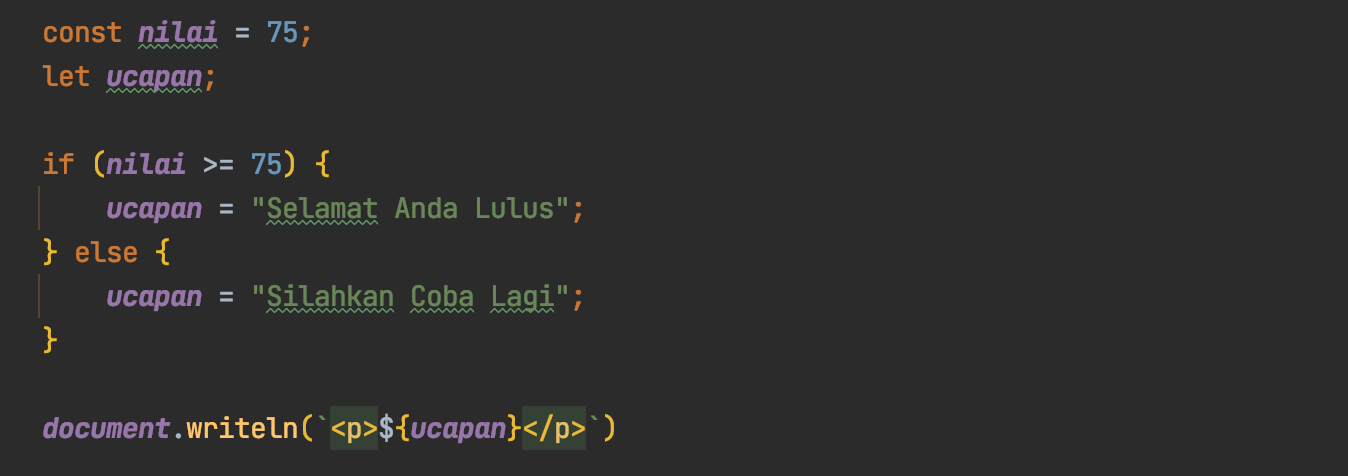 const nilai = 75;
let ucapan;

if (nilai >= 75) {
    ucapan = "Selamat Anda Lulus";
} else {
    ucapan = "Silahkan Coba Lagi";
}

document.writeln(`<p>${ucapan}</p>`)